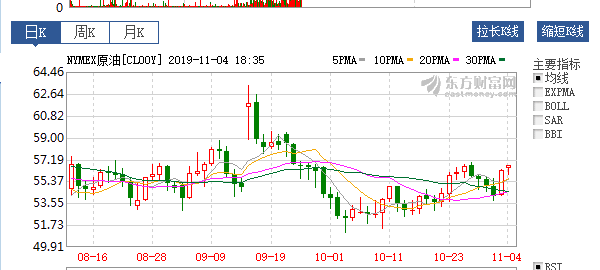 0
日K 周K 月K 拉长K线 缩短K线
NYMEX原油[CL00Y] 2019-11-04 18:35 5PMA 10PMA 20PMA 30PMA
主要指标
均线
EXPMA
BOLL
SAR
BBI
东方财富网
eastmoney.com
64.46
62.64
60.82
59.00
57.19
55.37
53.55
51.73
49.91
08-16 08-28 09-09 09-19 10-01 10-11 10-23 11-04
RSI